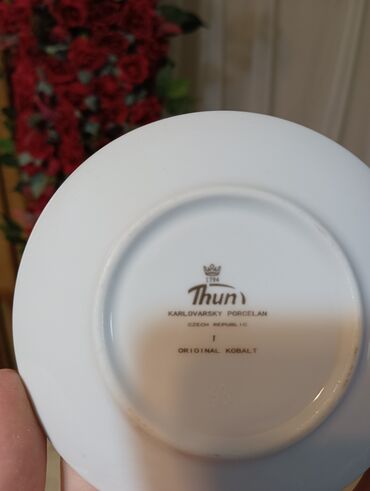 1794
Thun
KARLOVARSKY PORCELAN
CZECH REPUBLIC
I
ORIGINAL KOBALT